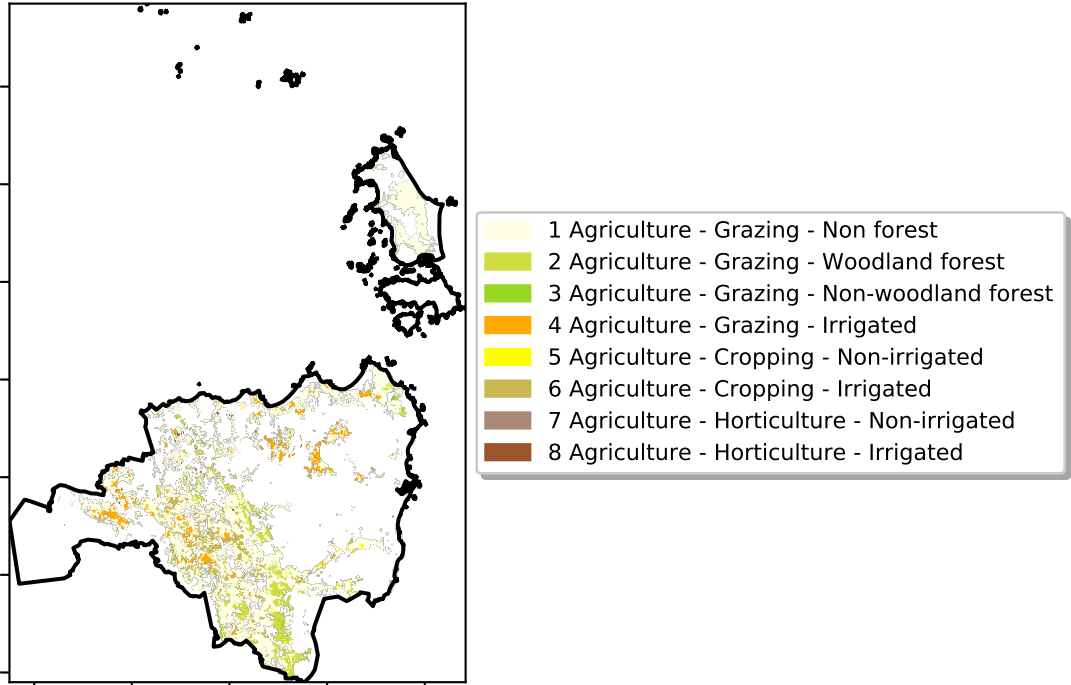 1 Agriculture - Grazing - Non forest
2 Agriculture - Grazing - Woodland forest
3 Agriculture - Grazing - Non-woodland forest
4 Agriculture - Grazing - Irrigated
5 Agriculture - Cropping - Non-irrigated
6 Agriculture - Cropping - Irrigated
7 Agriculture - Horticulture - Non-irrigated
8 Agriculture - Horticulture - Irrigated